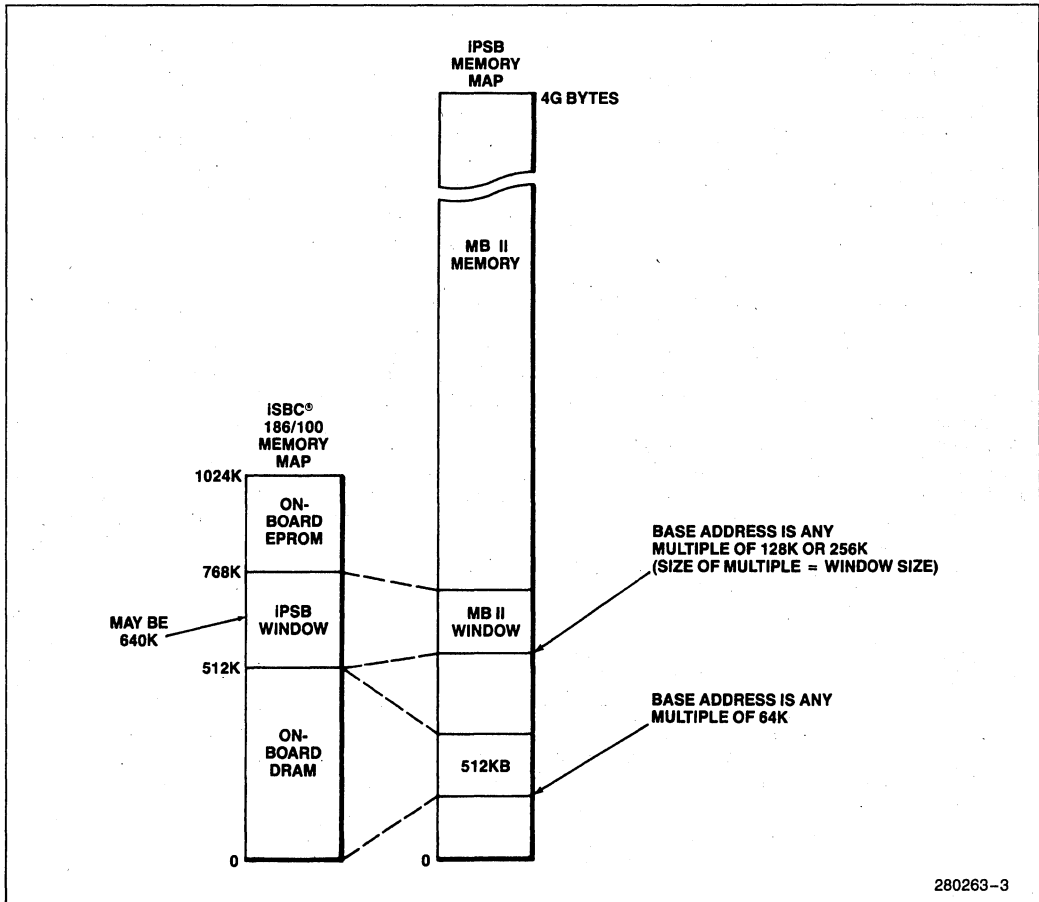 iPSB
MEMORY
MAP
4G BYTES
MB II
MEMORY
iSBC®
186/100
MEMORY
MAP
1024K
ON-
BOARD
EPROM
768K
iPSB
WINDOW
MAY BE
640K
512K
ON-
BOARD
DRAM
0
MB II
WINDOW
512KB
0
BASE ADDRESS IS ANY
MULTIPLE OF 128K OR 256K
(SIZE OF MULTIPLE = WINDOW SIZE)
BASE ADDRESS IS ANY
MULTIPLE OF 64K
280263–3